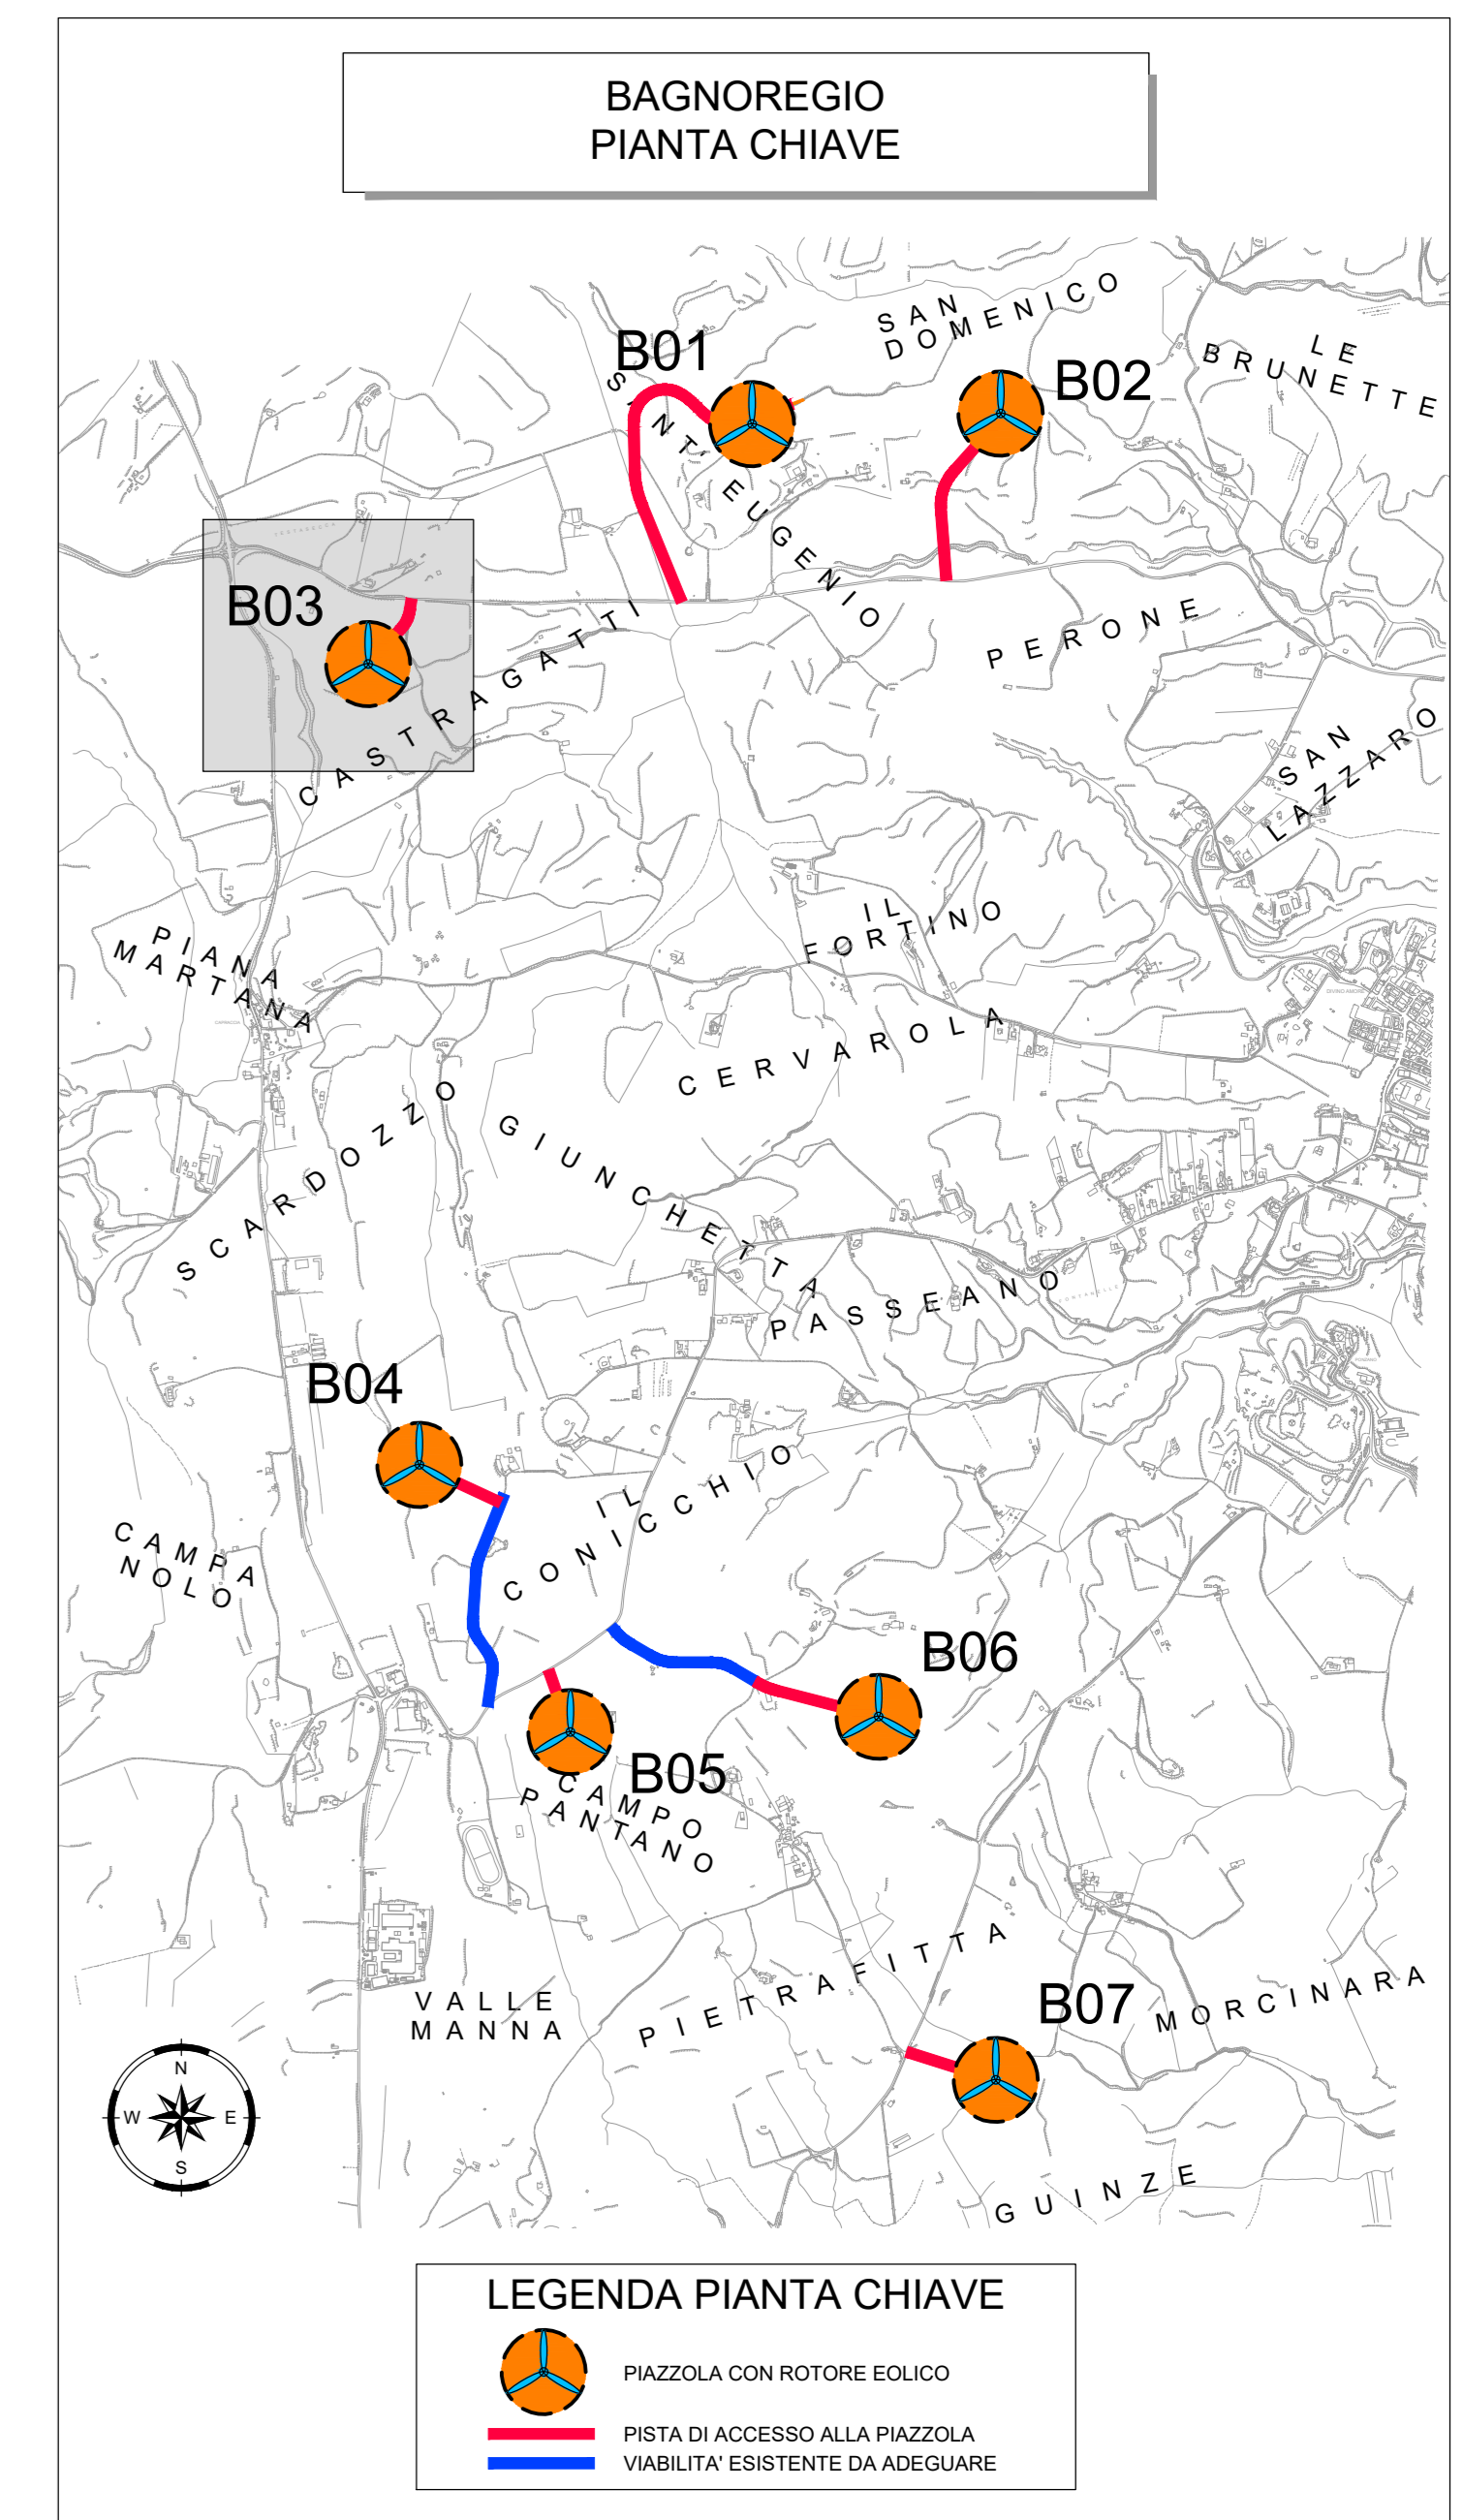 BAGNOREGIO
PIANTA CHIAVE
SAN
DOMENICO
LE
BRUNETTE
B01
B02
SANT' EUGENIO
B03
CASTRAGATTI
PERONE
SAN
LAZZARO
PIANA
MARTANA
IL
FORTINO
DIVINO AMORE
CERVAROLA
SCARDOZZO
GIUNCHETTA
PASSEANO
B04
IL
CONICCHIO
CAMPA
NOLO
B06
B05
CAMPO
PANTANO
PIETRAFITTA
VALLE
MANNA
B07
MORCINARA
N
W E
S
GUINZE
LEGENDA PIANTA CHIAVE
PIAZZOLA CON ROTORE EOLICO
PISTA DI ACCESSO ALLA PIAZZOLA
VIABILITA' ESISTENTE DA ADEGUARE